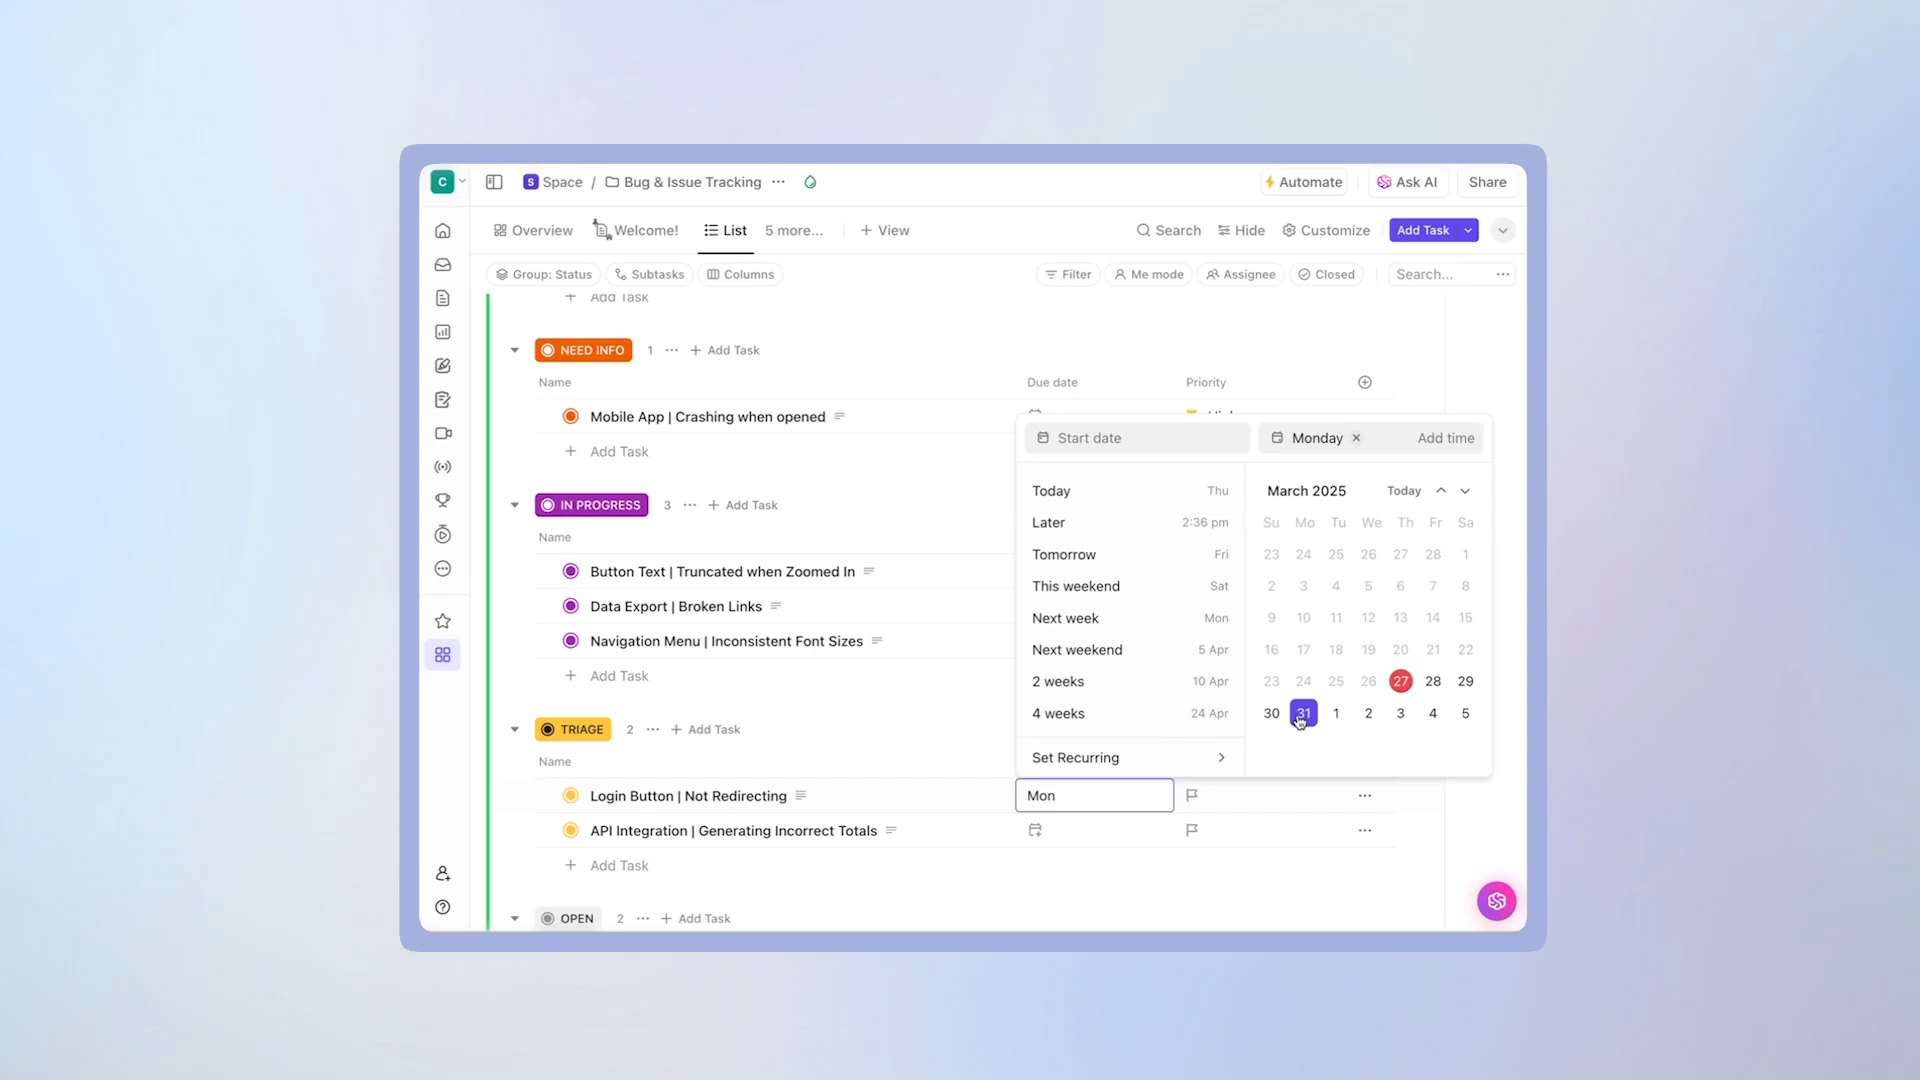 C
S Space / Bug & Issue Tracking ...
Automate
Ask AI
Share
Overview
Welcome!
List
5 more...
+ View
Search
Hide
Customize
Add Task
Group: Status
Subtasks
Columns
Filter
Me mode
Assignee
Closed
Search...
+ Add Task
NEED INFO 1 ... + Add Task
Name Due date Priority
Mobile App | Crashing when opened
+ Add Task
IN PROGRESS 3 ... + Add Task
Name
Button Text | Truncated when Zoomed In
Data Export | Broken Links
Navigation Menu | Inconsistent Font Sizes
+ Add Task
TRIAGE 2 ... + Add Task
Name
Login Button | Not Redirecting Mon
API Integration | Generating Incorrect Totals
+ Add Task
OPEN 2 ... + Add Task
Start date
Monday × Add time
Today Thu
Later 2:36 pm
Tomorrow Fri
This weekend Sat
Next week Mon
Next weekend 5 Apr
2 weeks 10 Apr
4 weeks 24 Apr
Set Recurring
March 2025 Today
Su Mo Tu We Th Fr Sa
23 24 25 26 27 28 1
2 3 4 5 6 7 8
9 10 11 12 13 14 15
16 17 18 19 20 21 22
23 24 25 26 27 28 29
30 31 1 2 3 4 5